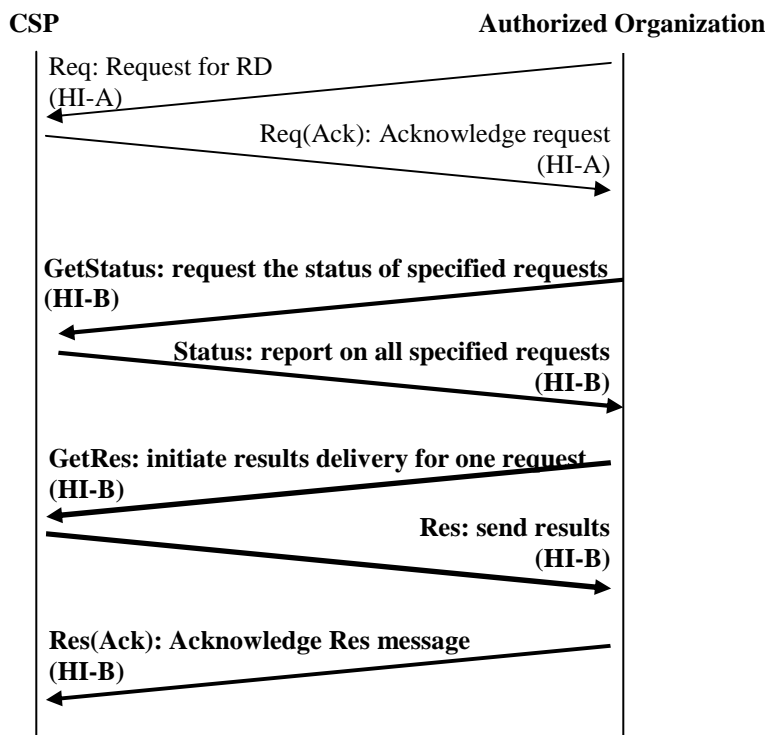 CSP
Authorized Organization
Req: Request for RD
(HI-A)
Req(Ack): Acknowledge request
(HI-A)
GetStatus: request the status of specified requests
(HI-B)
Status: report on all specified requests
(HI-B)
GetRes: initiate results delivery for one request
(HI-B)
Res: send results
(HI-B)
Res(Ack): Acknowledge Res message
(HI-B)